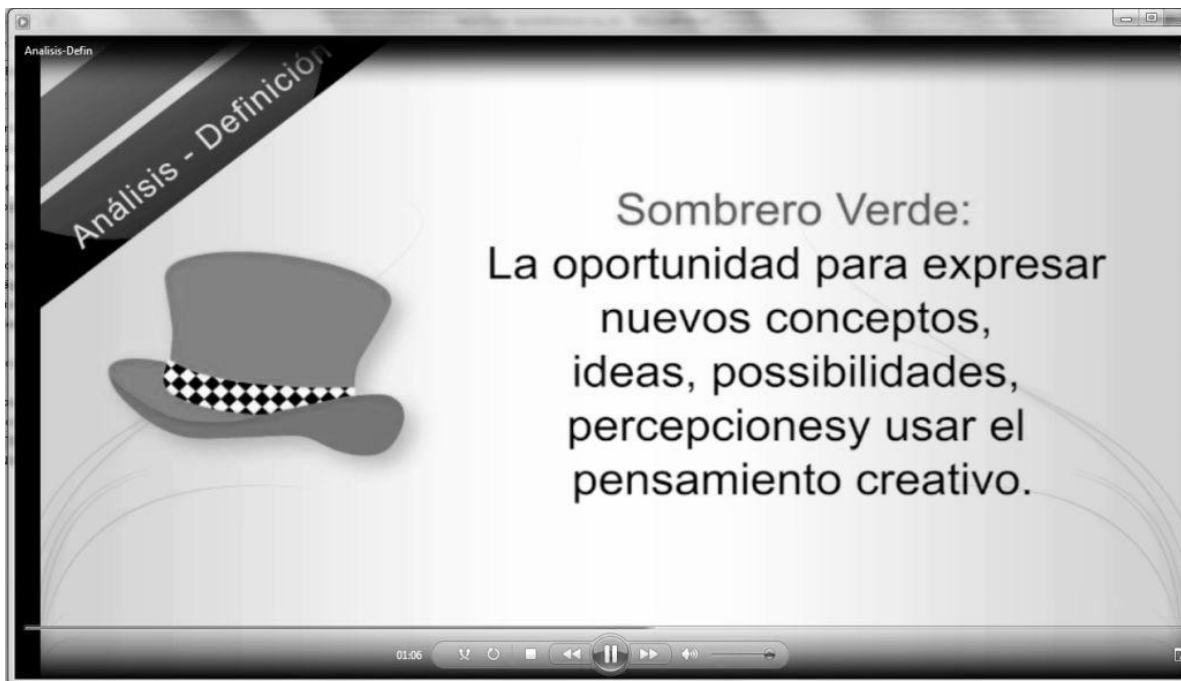 Analisis-Defin
Análisis - Definición
Sombrero Verde:
La oportunidad para expresar
nuevos conceptos,
ideas, possibilidades,
percepcionesy usar el
pensamiento creativo.
01:06